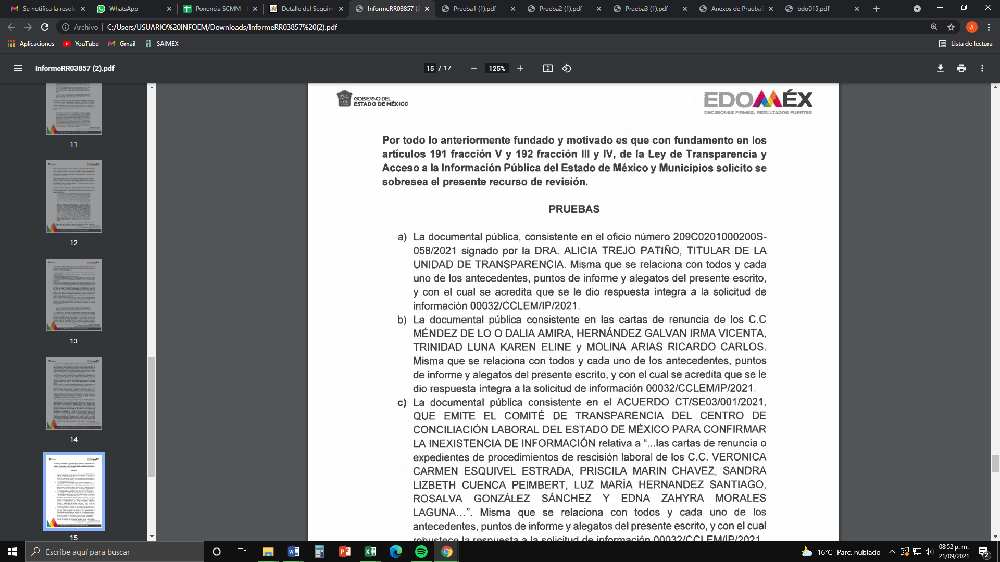 Se notifica la resolu
WhatsApp
Ponencia SCMM -
Detalle del Seguim
InformeRR03857 (2
Prueba1 (1).pdf
Prueba2 (1).pdf
Prueba3 (1).pdf
Anexos de Prueba3
bdo015.pdf
Archivo
C:/Users/USUARIO%20INFOEM/Downloads/InformeRR03857%20(2).pdf
A
Aplicaciones
YouTube
Gmail
SAIMEX
Lista de lectura
InformeRR03857 (2).pdf
15 / 17
125%
11
12
13
14
15
GOBIERNO DEL
ESTADO DE MÉXICO
EDOMÉX
DECISIONES FIRMES, RESULTADOS FUERTES
Por todo lo anteriormente fundado y motivado es que con fundamento en los
artículos 191 fracción V y 192 fracción III y IV, de la Ley de Transparencia y
Acceso a la Información Pública del Estado de México y Municipios solicito se
sobresea el presente recurso de revisión.
PRUEBAS
a) La documental pública, consistente en el oficio número 209C0201000200S-
058/2021 signado por la DRA. ALICIA TREJO PATIÑO, TITULAR DE LA
UNIDAD DE TRANSPARENCIA. Misma que se relaciona con todos y cada
uno de los antecedentes, puntos de informe y alegatos del presente escrito,
y con el cual se acredita que se le dio respuesta íntegra a la solicitud de
información 00032/CCLEM/IP/2021.
b) La documental pública consistente en las cartas de renuncia de los C.C
MÉNDEZ DE LO O DALIA AMIRA, HERNÁNDEZ GALVAN IRMA VICENTA,
TRINIDAD LUNA KAREN ELINE y MOLINA ARIAS RICARDO CARLOS.
Misma que se relaciona con todos y cada uno de los antecedentes, puntos
de informe y alegatos del presente escrito, y con el cual se acredita que se le
dio respuesta íntegra a la solicitud de información 00032/CCLEM/IP/2021.
c) La documental pública consistente en el ACUERDO CT/SE03/001/2021,
QUE EMITE EL COMITÉ DE TRANSPARENCIA DEL CENTRO DE
CONCILIACIÓN LABORAL DEL ESTADO DE MÉXICO PARA CONFIRMAR
LA INEXISTENCIA DE INFORMACIÓN relativa a “...las cartas de renuncia o
expedientes de procedimientos de rescisión laboral de los C.C. VERONICA
CARMEN ESQUIVEL ESTRADA, PRISCILA MARIN CHAVEZ, SANDRA
LIZBETH CUENCA PEIMBERT, LUZ MARÍA HERNANDEZ SANTIAGO,
ROSALVA GONZÁLEZ SÁNCHEZ Y EDNA ZAHYRA MORALES
LAGUNA...”. Misma que se relaciona con todos y cada uno de los
antecedentes, puntos de informe y alegatos del presente escrito, y con el cual
robustece la respuesta a la solicitud de información 00032/CCLEM/IP/2021.
Escribe aquí para buscar
16°C Parc. nublado
08:52 p. m.
21/09/2021
2